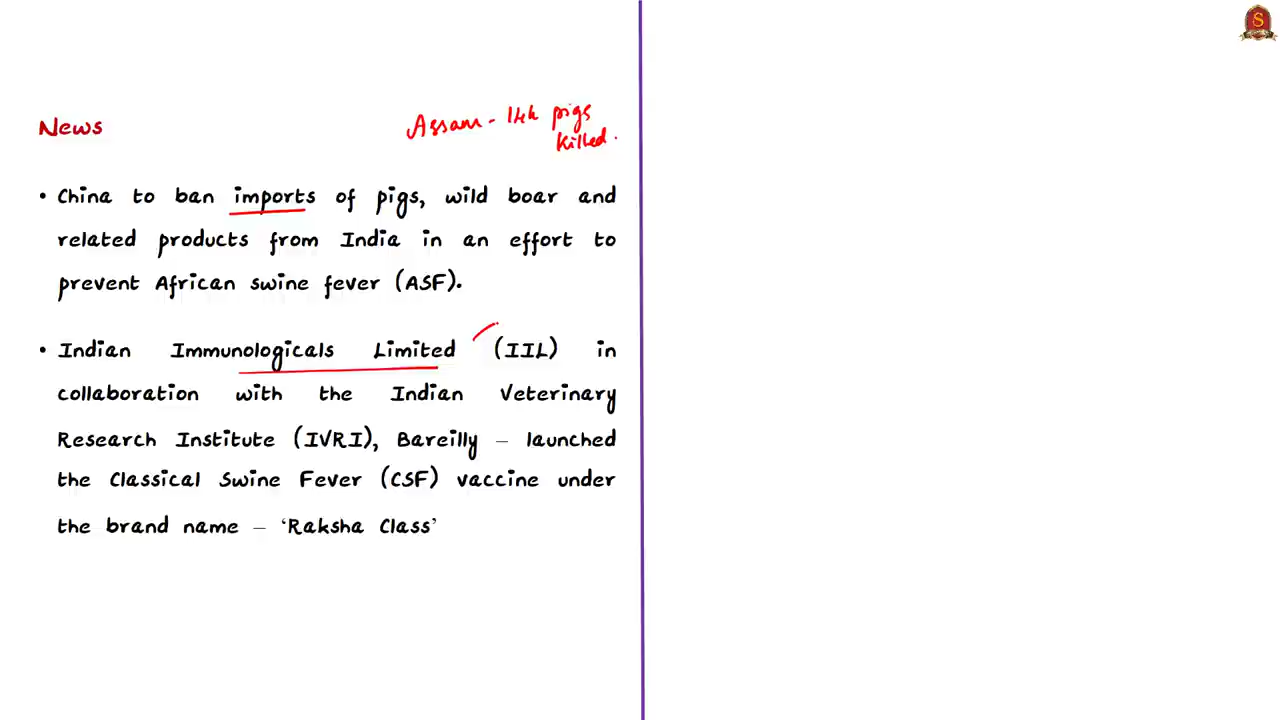 News
Assam - 14k pigs
killed.
• China to ban imports of pigs, wild boar and
related products from India in an effort to
prevent African swine fever (ASF).
• Indian Immunologicals Limited (IIL) in
collaboration with the Indian Veterinary
Research Institute (IVRI), Bareilly – launched
the Classical Swine Fever (CSF) vaccine under
the brand name – ‘Raksha Class’
S